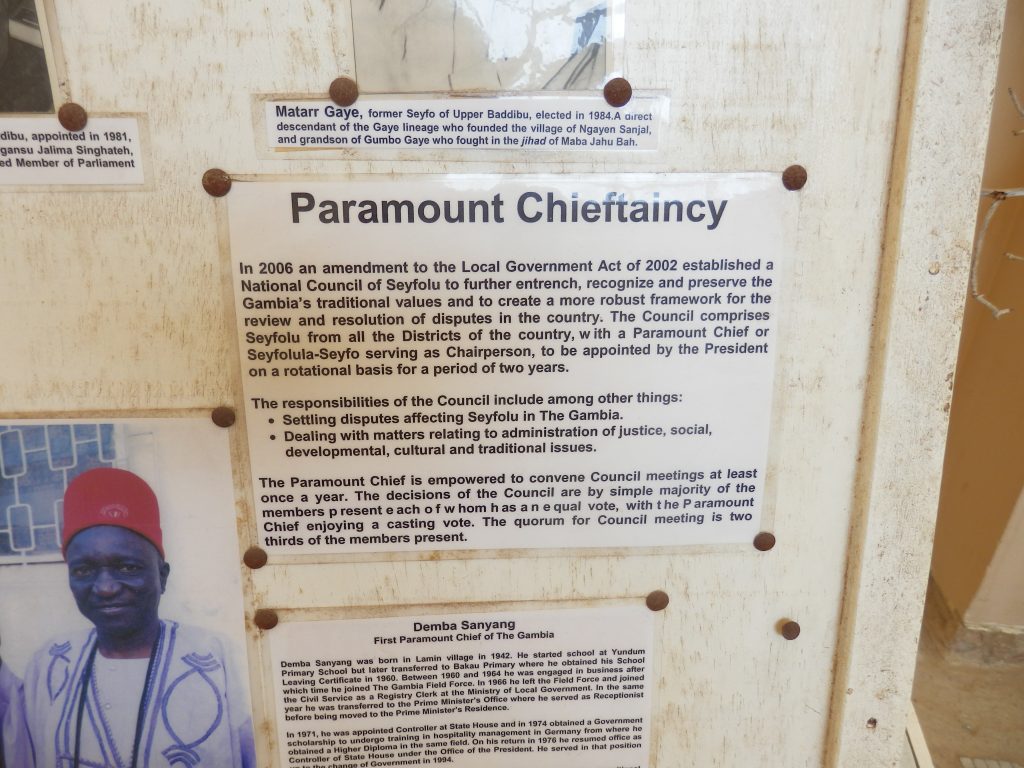 dibu, appointed in 1981,
gansu Jalima Singhateh,
ed Member of Parliament
Matarr Gaye, former Seyfo of Upper Baddibu, elected in 1984.A direct
descendant of the Gaye lineage who founded the village of Ngayen Sanjal,
and grandson of Gumbo Gaye who fought in the jihad of Maba Jahu Bah.
Paramount Chieftaincy
In 2006 an amendment to the Local Government Act of 2002 established a
National Council of Seyfolu to further entrench, recognize and preserve the
Gambia's traditional values and to create a more robust framework for the
review and resolution of disputes in the country. The Council comprises
Seyfolu from all the Districts of the country, with a Paramount Chief or
Seyfolula-Seyfo serving as Chairperson, to be appointed by the President
on a rotational basis for a period of two years.
The responsibilities of the Council include among other things:
• Settling disputes affecting Seyfolu in The Gambia.
• Dealing with matters relating to administration of justice, social,
developmental, cultural and traditional issues.
The Paramount Chief is empowered to convene Council meetings at least
once a year. The decisions of the Council are by simple majority of the
members present each of whom has an equal vote, with the Paramount
Chief enjoying a casting vote. The quorum for Council meeting is two
thirds of the members present.
Demba Sanyang
First Paramount Chief of The Gambia
Demba Sanyang was born in Lamin village in 1942. He started school at Yundum
Primary School but later transferred to Bakau Primary where he obtained his School
Leaving Certificate in 1960. Between 1960 and 1964 he was engaged in business after
which time he joined The Gambia Field Force. In 1966 he left the Field Force and joined
the Civil Service as a Registry Clerk at the Ministry of Local Government. In the same
year he was transferred to the Prime Minister's Office where he served as Receptionist
before being moved to the Prime Minister's Residence.
In 1971, he was appointed Controller at State House and in 1974 obtained a Government
scholarship to undergo training in hospitality management in Germany from where he
obtained a Higher Diploma in the same field. On his return in 1976 he resumed office as
Controller of State House under the Office of the President. He served in that position
up to the change of Government in 1994.